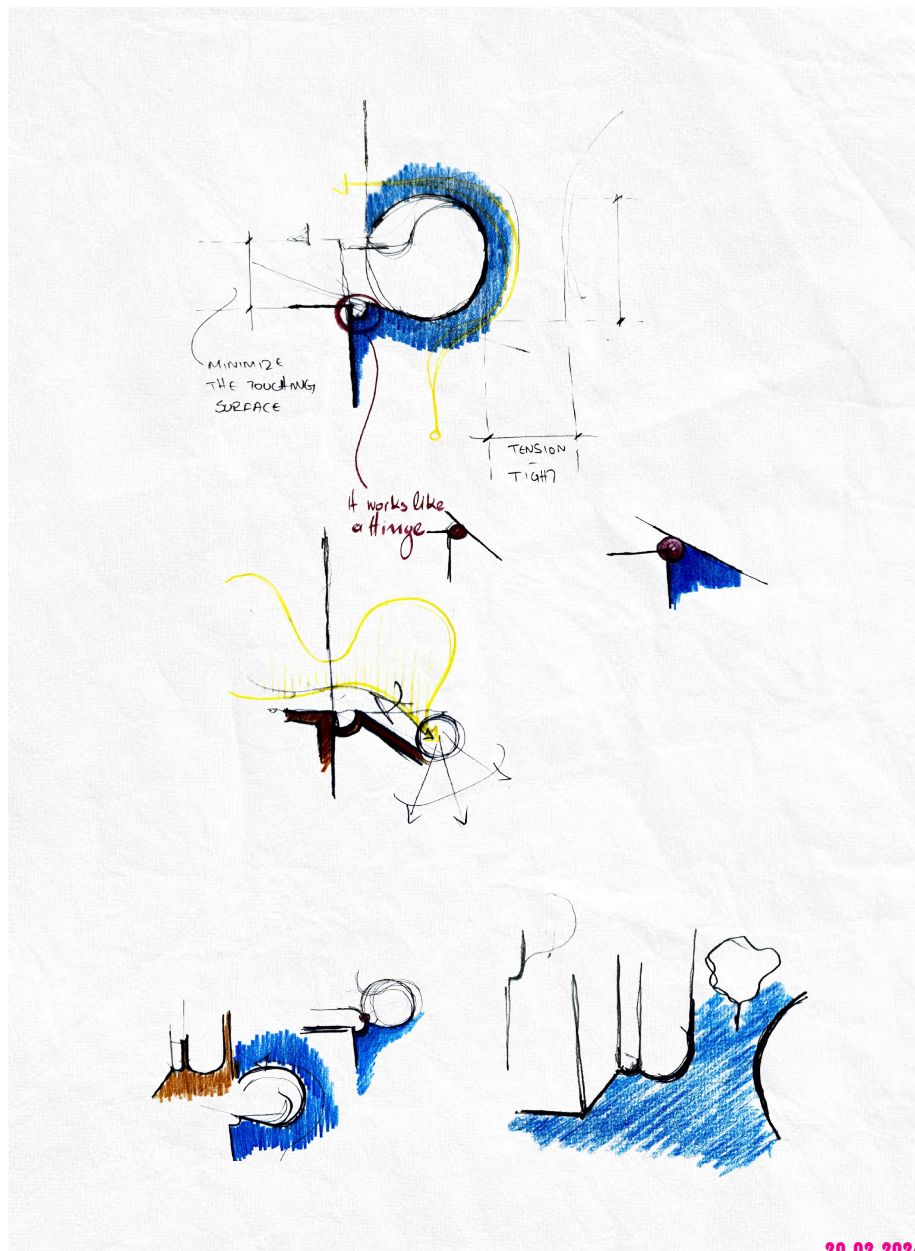 MINIMIZE
THE TOUCHING
SURFACE
TENSION
-
TIGHT
It works like
a Hinge